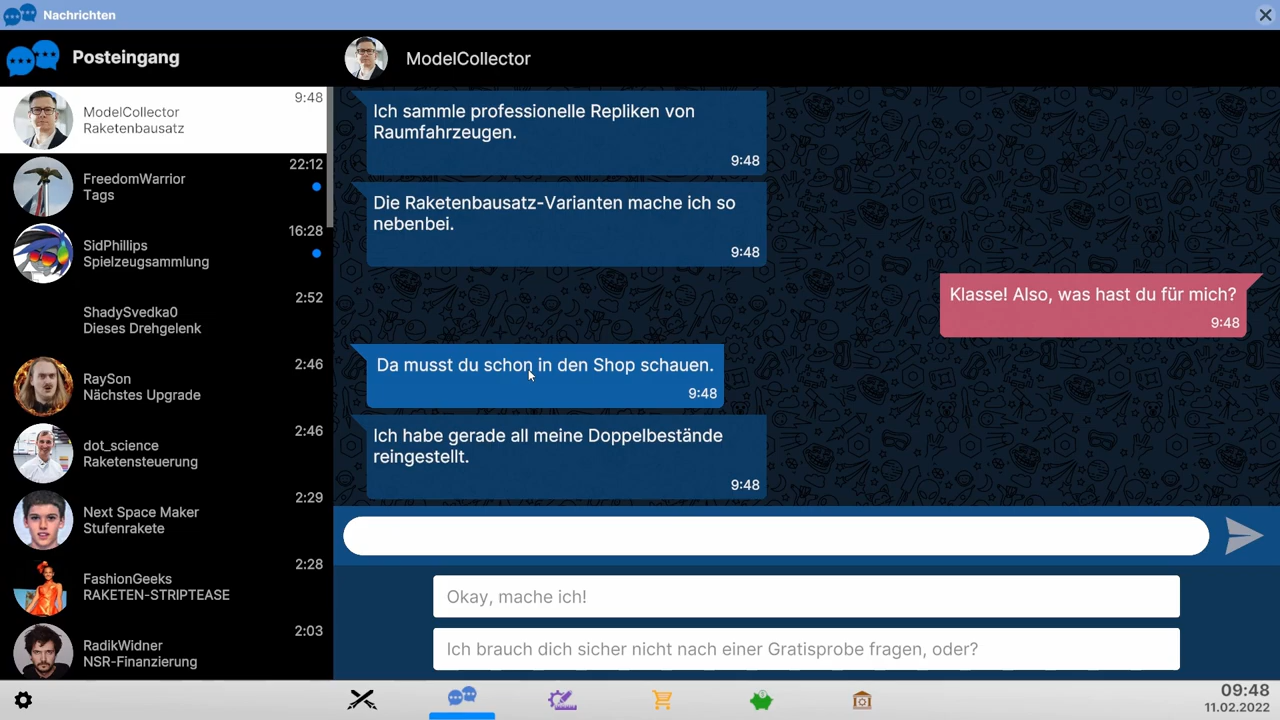 Nachrichten
Posteingang
ModelCollector
Raketenbausatz
9:48
FreedomWarrior
Tags
22:12
SidPhillips
Spielzeugsammlung
16:28
ShadySvedka0
Dieses Drehgelenk
2:52
RaySon
Nächstes Upgrade
2:46
dot_science
Raketensteuerung
2:46
Next Space Maker
Stufenrakete
2:29
FashionGeeks
RAKETEN-STRIPTEASE
2:28
RadikWidner
NSR-Finanzierung
2:03
ModelCollector
Ich sammle professionelle Repliken von
Raumfahrzeugen.
9:48
Die Raketenbausatz-Varianten mache ich so
nebenbei.
9:48
Klasse! Also, was hast du für mich?
9:48
Da musst du schon in den Shop schauen.
9:48
Ich habe gerade all meine Doppelbestände
reingestellt.
9:48
Okay, mache ich!
Ich brauch dich sicher nicht nach einer Gratisprobe fragen, oder?
09:48
11.02.2022